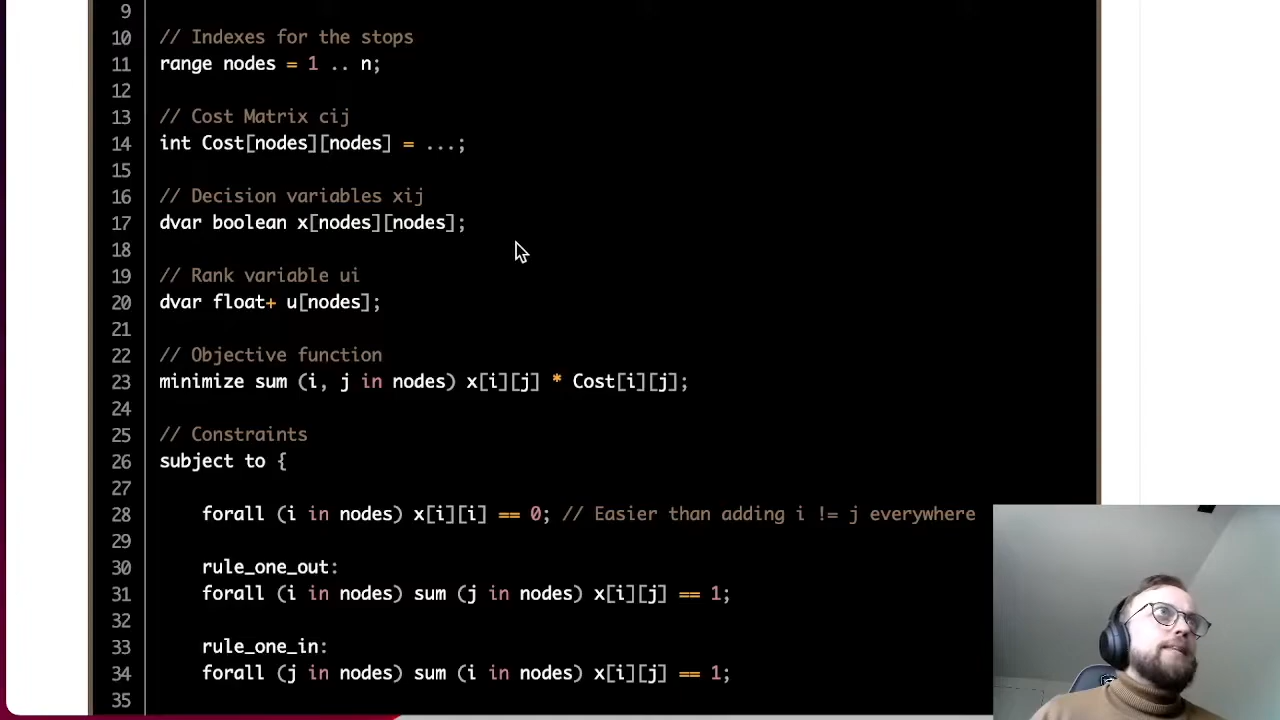 9
10 // Indexes for the stops
11 range nodes = 1 .. n;
12
13 // Cost Matrix cij
14 int Cost[nodes][nodes] = ...;
15
16 // Decision variables xij
17 dvar boolean x[nodes][nodes];
18
19 // Rank variable ui
20 dvar float+ u[nodes];
21
22 // Objective function
23 minimize sum (i, j in nodes) x[i][j] * Cost[i][j];
24
25 // Constraints
26 subject to {
27
28 forall (i in nodes) x[i][i] == 0; // Easier than adding i != j everywhere
29
30 rule_one_out:
31 forall (i in nodes) sum (j in nodes) x[i][j] == 1;
32
33 rule_one_in:
34 forall (j in nodes) sum (i in nodes) x[i][j] == 1;
35